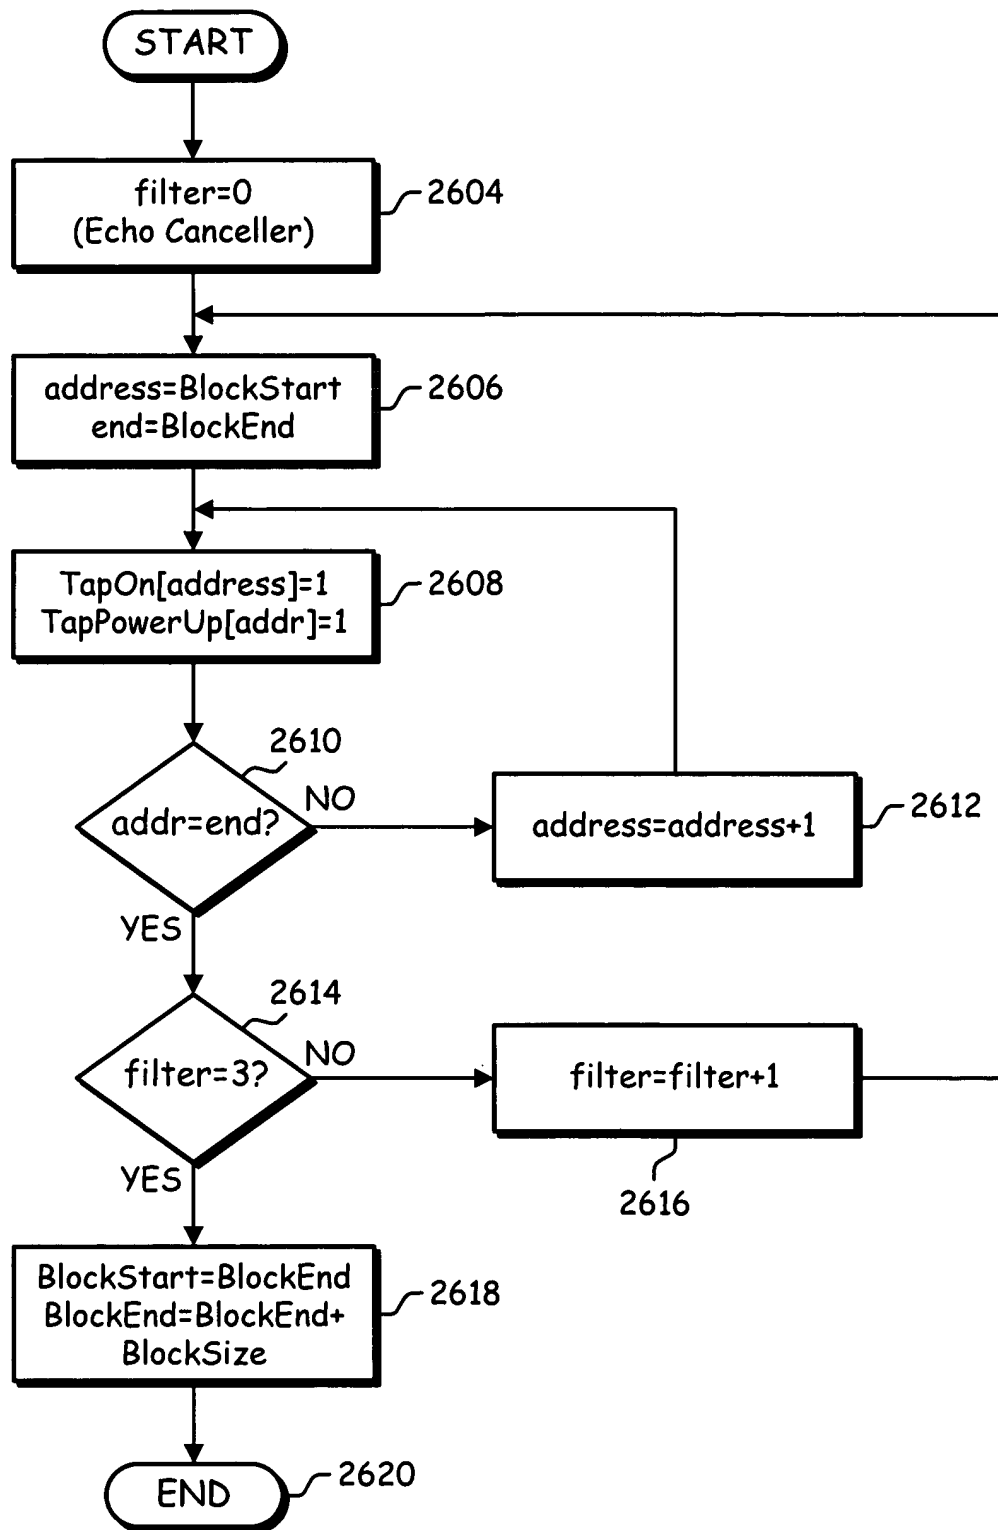 START
filter=0
(Echo Canceller)
2604
address=BlockStart
end=BlockEnd
2606
TapOn[address]=1
TapPowerUp[addr]=1
2608
2610
addr=end?
NO
YES
address=address+1
2612
2614
filter=3?
NO
YES
filter=filter+1
2616
BlockStart=BlockEnd
BlockEnd=BlockEnd+
BlockSize
2618
END
2620